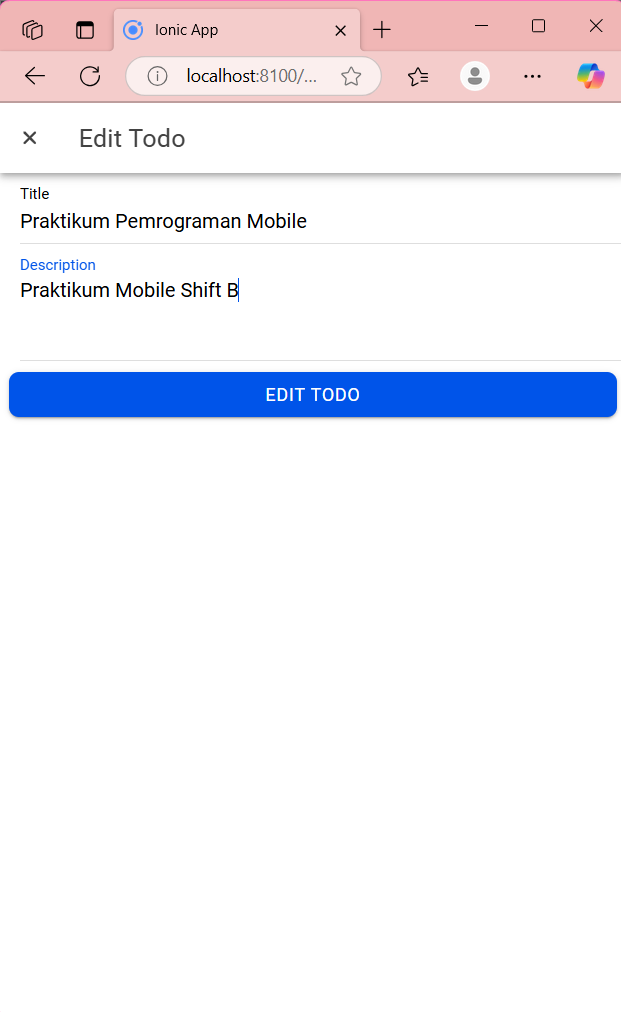 Ionic App
localhost:8100/...
Edit Todo
Title
Praktikum Pemrograman Mobile
Description
Praktikum Mobile Shift B
EDIT TODO